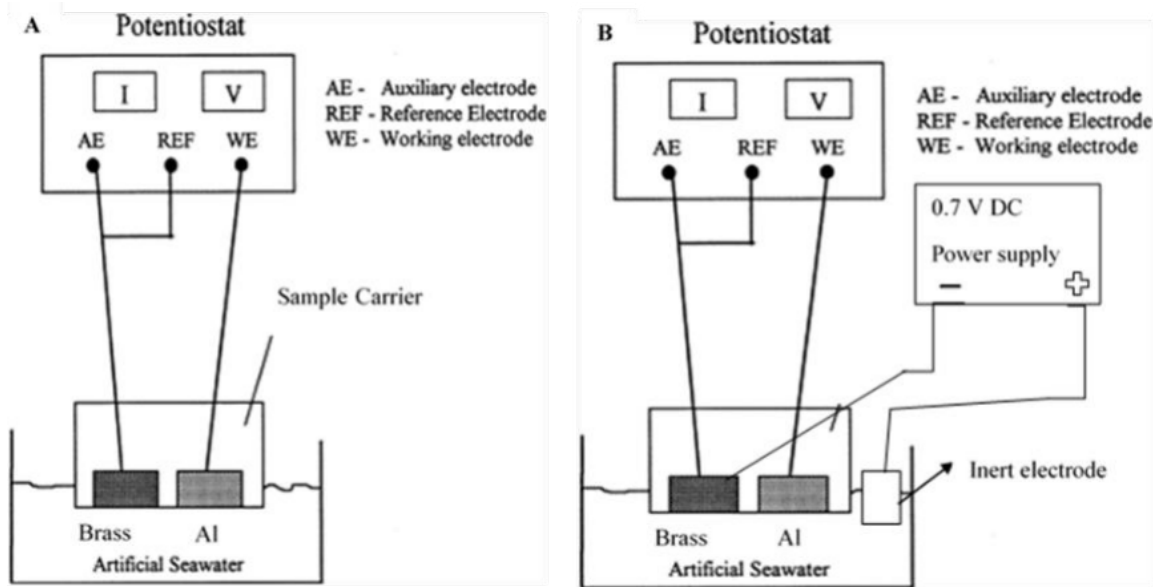 A
Potentiostat
I V
AE REF WE
AE - Auxiliary electrode
REF - Reference Electrode
WE - Working electrode
Sample Carrier
Brass Al
Artificial Seawater
B
Potentiostat
I V
AE REF WE
AE - Auxiliary electrode
REF - Reference Electrode
WE - Working electrode
0.7 V DC
Power supply
Inert electrode
Brass Al
Artificial Seawater